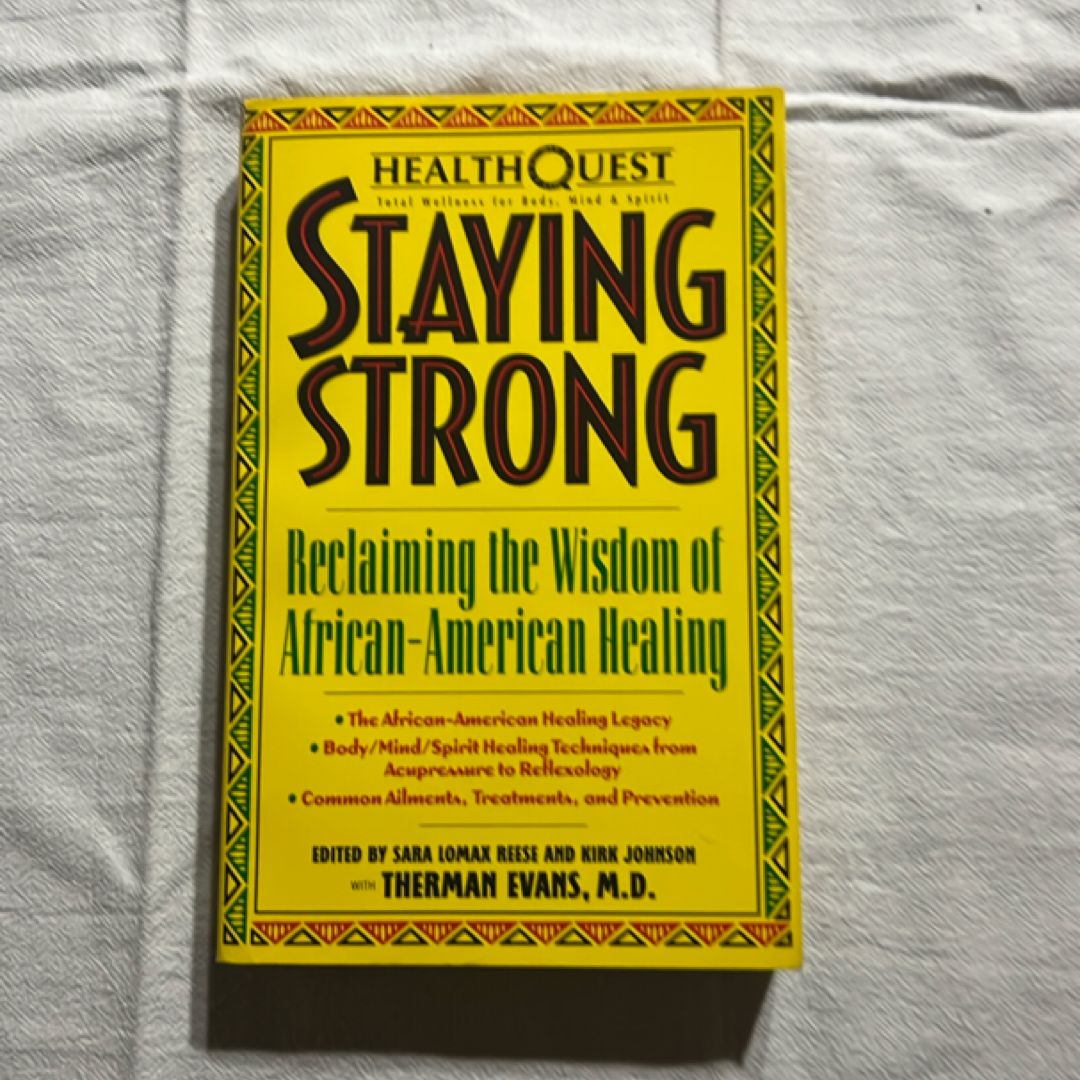 HEALTHQUEST
Total Wellness for Body, Mind & Spirit
STAYING
STRONG
Reclaiming the Wisdom of
African-American Healing
• The African-American Healing Legacy
• Body/Mind/Spirit Healing Techniques from
Acupressure to Reflexology
• Common Ailments, Treatments, and Prevention
EDITED BY SARA LOMAX REESE AND KIRK JOHNSON
WITH THERMAN EVANS, M.D.